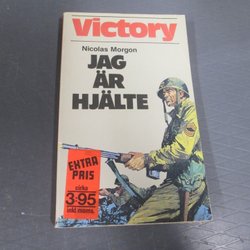 Victory
Nicolas Morgon
JAG
ÄR
HJÄLTE
EXTRA
PRIS
cirka
3·95
inkl. moms.